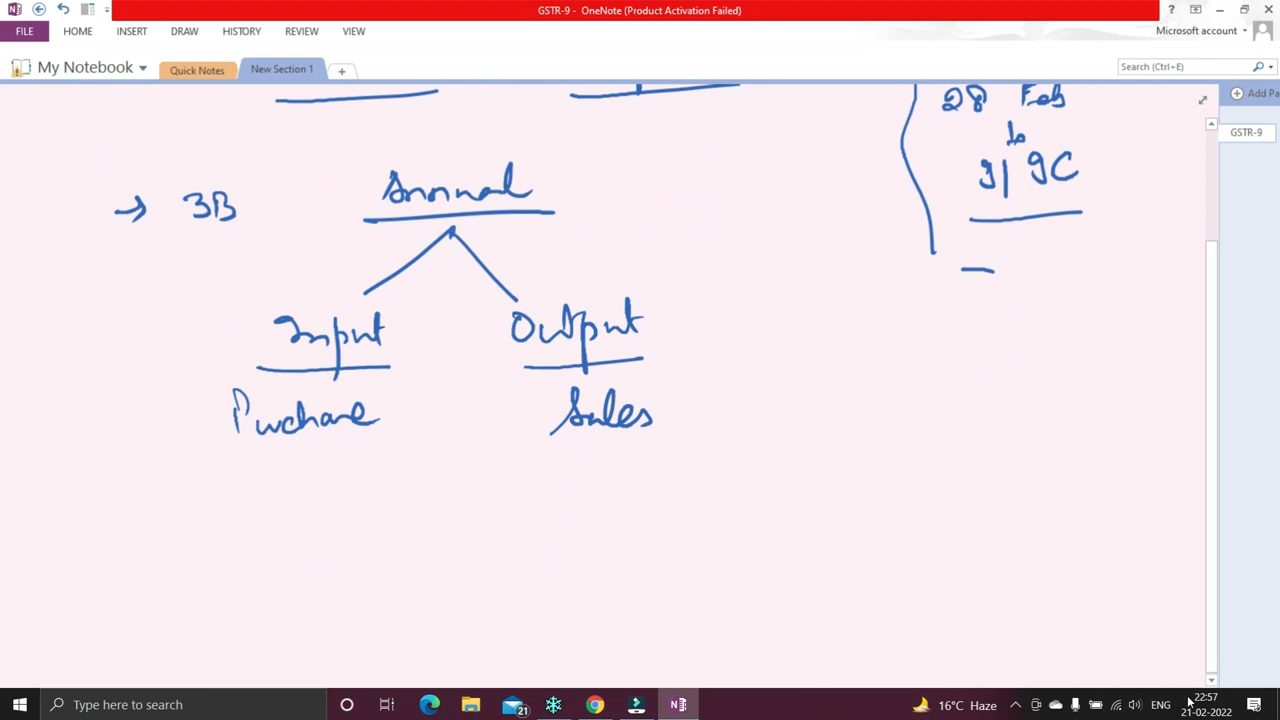 GSTR-9 - OneNote (Product Activation Failed)
FILE HOME INSERT DRAW HISTORY REVIEW VIEW
Microsoft account
My Notebook
Quick Notes
New Section 1
Search (Ctrl+E)
Add Pa
GSTR-9
28 Feb
9/9C
→ 3B
Annual
Input
Output
Purchase
Sales
Type here to search
21
16°C Haze
ENG
22:57
21-02-2022